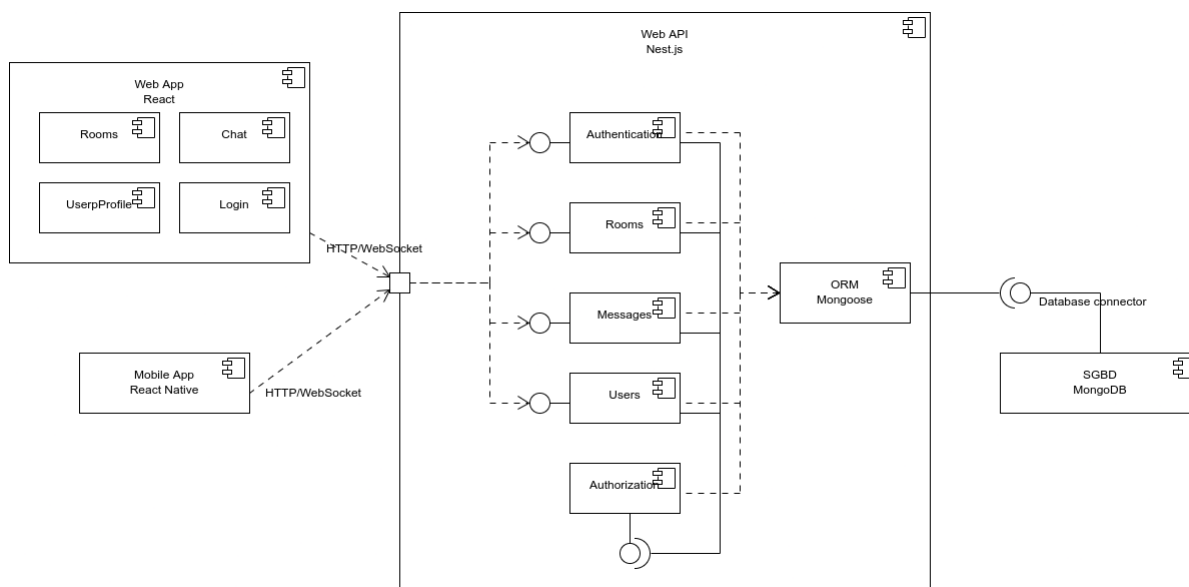 Web API
Nest.js
Web App
React
Rooms
Chat
UserpProfile
Login
HTTP/WebSocket
Mobile App
React Native
HTTP/WebSocket
Authentication
Rooms
Messages
Users
Authorization
ORM
Mongoose
Database connector
SGBD
MongoDB